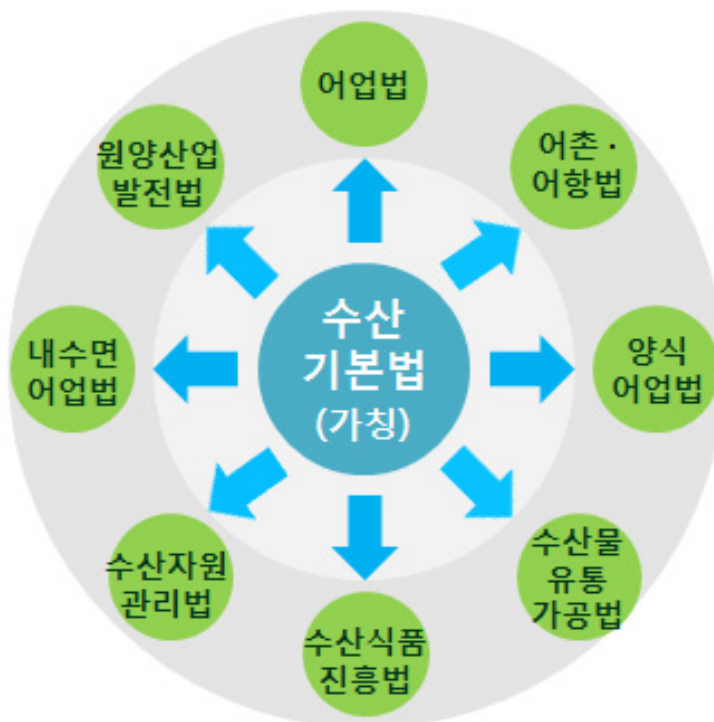 어업법
어촌·
어항법
양식
어업법
수산물
유통
가공법
수산식품
진흥법
수산자원
관리법
내수면
어업법
원양산업
발전법
수산
기본법
(가칭)